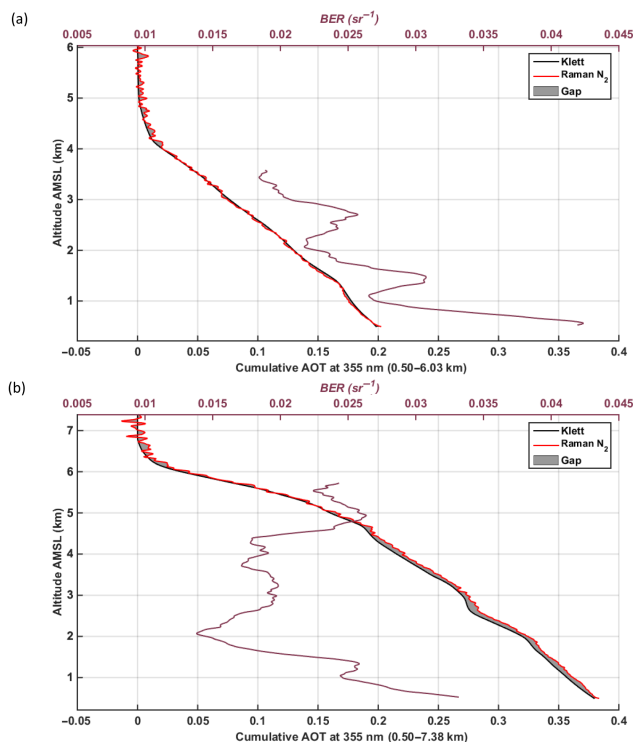 (a)
BER (sr⁻¹)
0.005 0.01 0.015 0.02 0.025 0.03 0.035 0.04 0.045
6
5
4
3
2
1
Altitude AMSL (km)
Klett
Raman N₂
Gap
−0.05 0 0.05 0.1 0.15 0.2 0.25 0.3 0.35 0.4
Cumulative AOT at 355 nm (0.50−6.03 km)
(b)
BER (sr⁻¹)
0.005 0.01 0.015 0.02 0.025 0.03 0.035 0.04 0.045
7
6
5
4
3
2
1
Altitude AMSL (km)
Klett
Raman N₂
Gap
−0.05 0 0.05 0.1 0.15 0.2 0.25 0.3 0.35 0.4
Cumulative AOT at 355 nm (0.50−7.38 km)